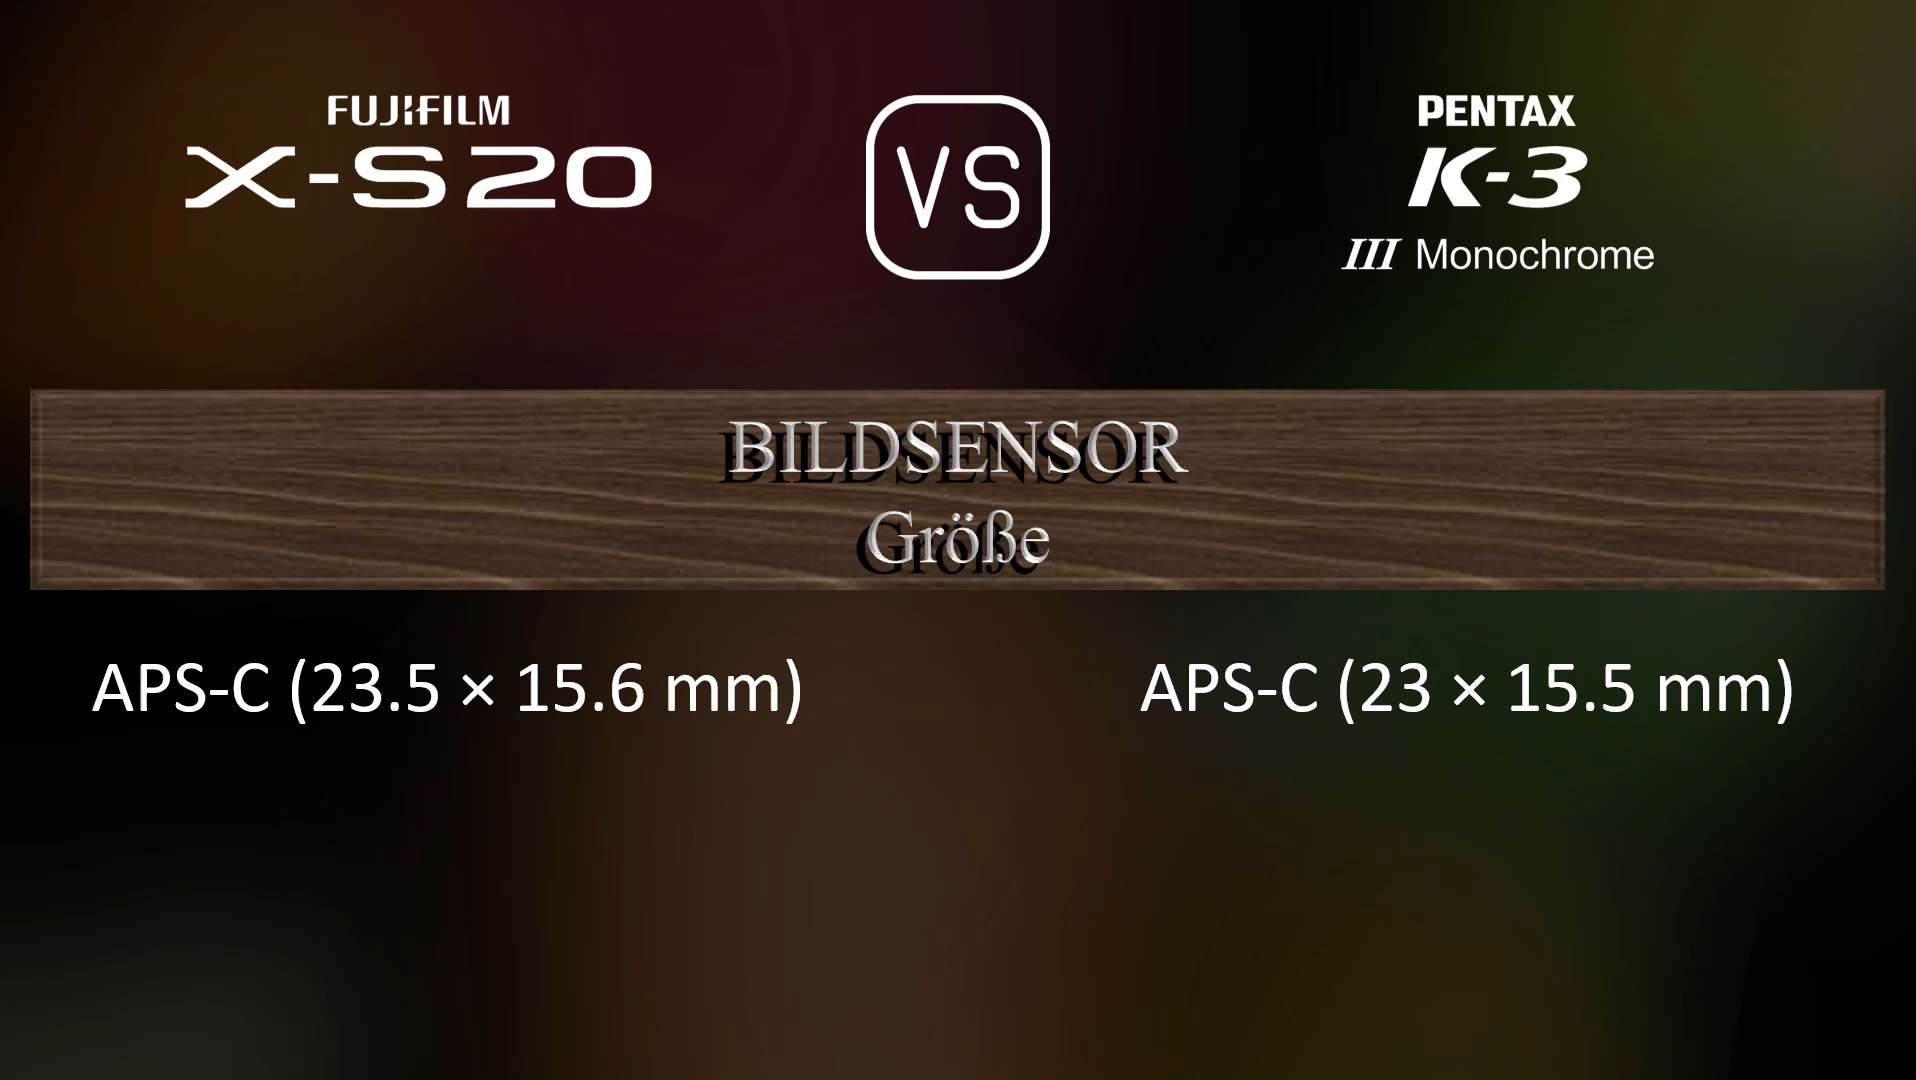 FUJIFILM
X-S20
VS
PENTAX
K-3
III Monochrome
BILDSENSOR
Größe
APS-C (23.5 × 15.6 mm)
APS-C (23 × 15.5 mm)